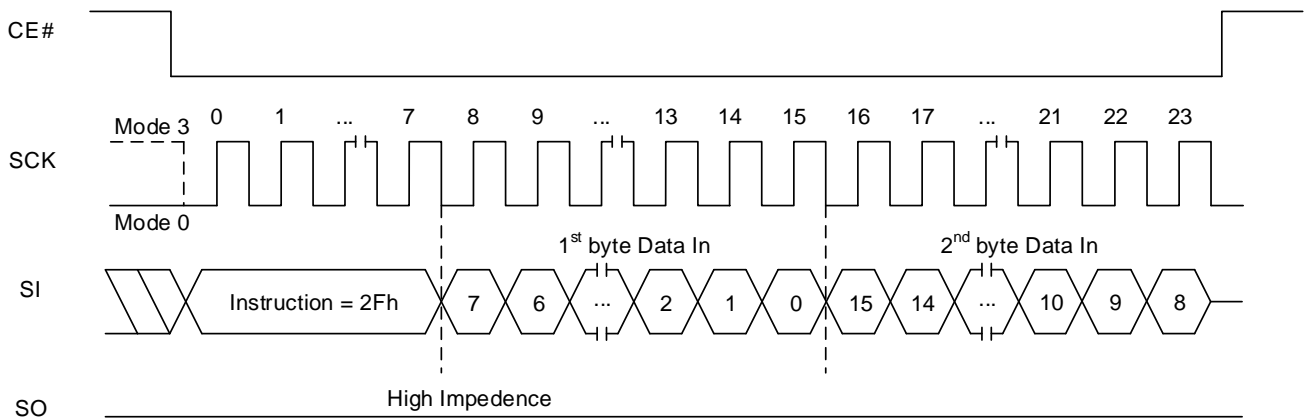 CE#
0 1 ... 7 8 9 ... 13 14 15 16 17 ... 21 22 23
Mode 3
SCK
Mode 0
1st byte Data In 2nd byte Data In
SI
Instruction = 2Fh 7 6 ... 2 1 0 15 14 ... 10 9 8
High Impedence
SO